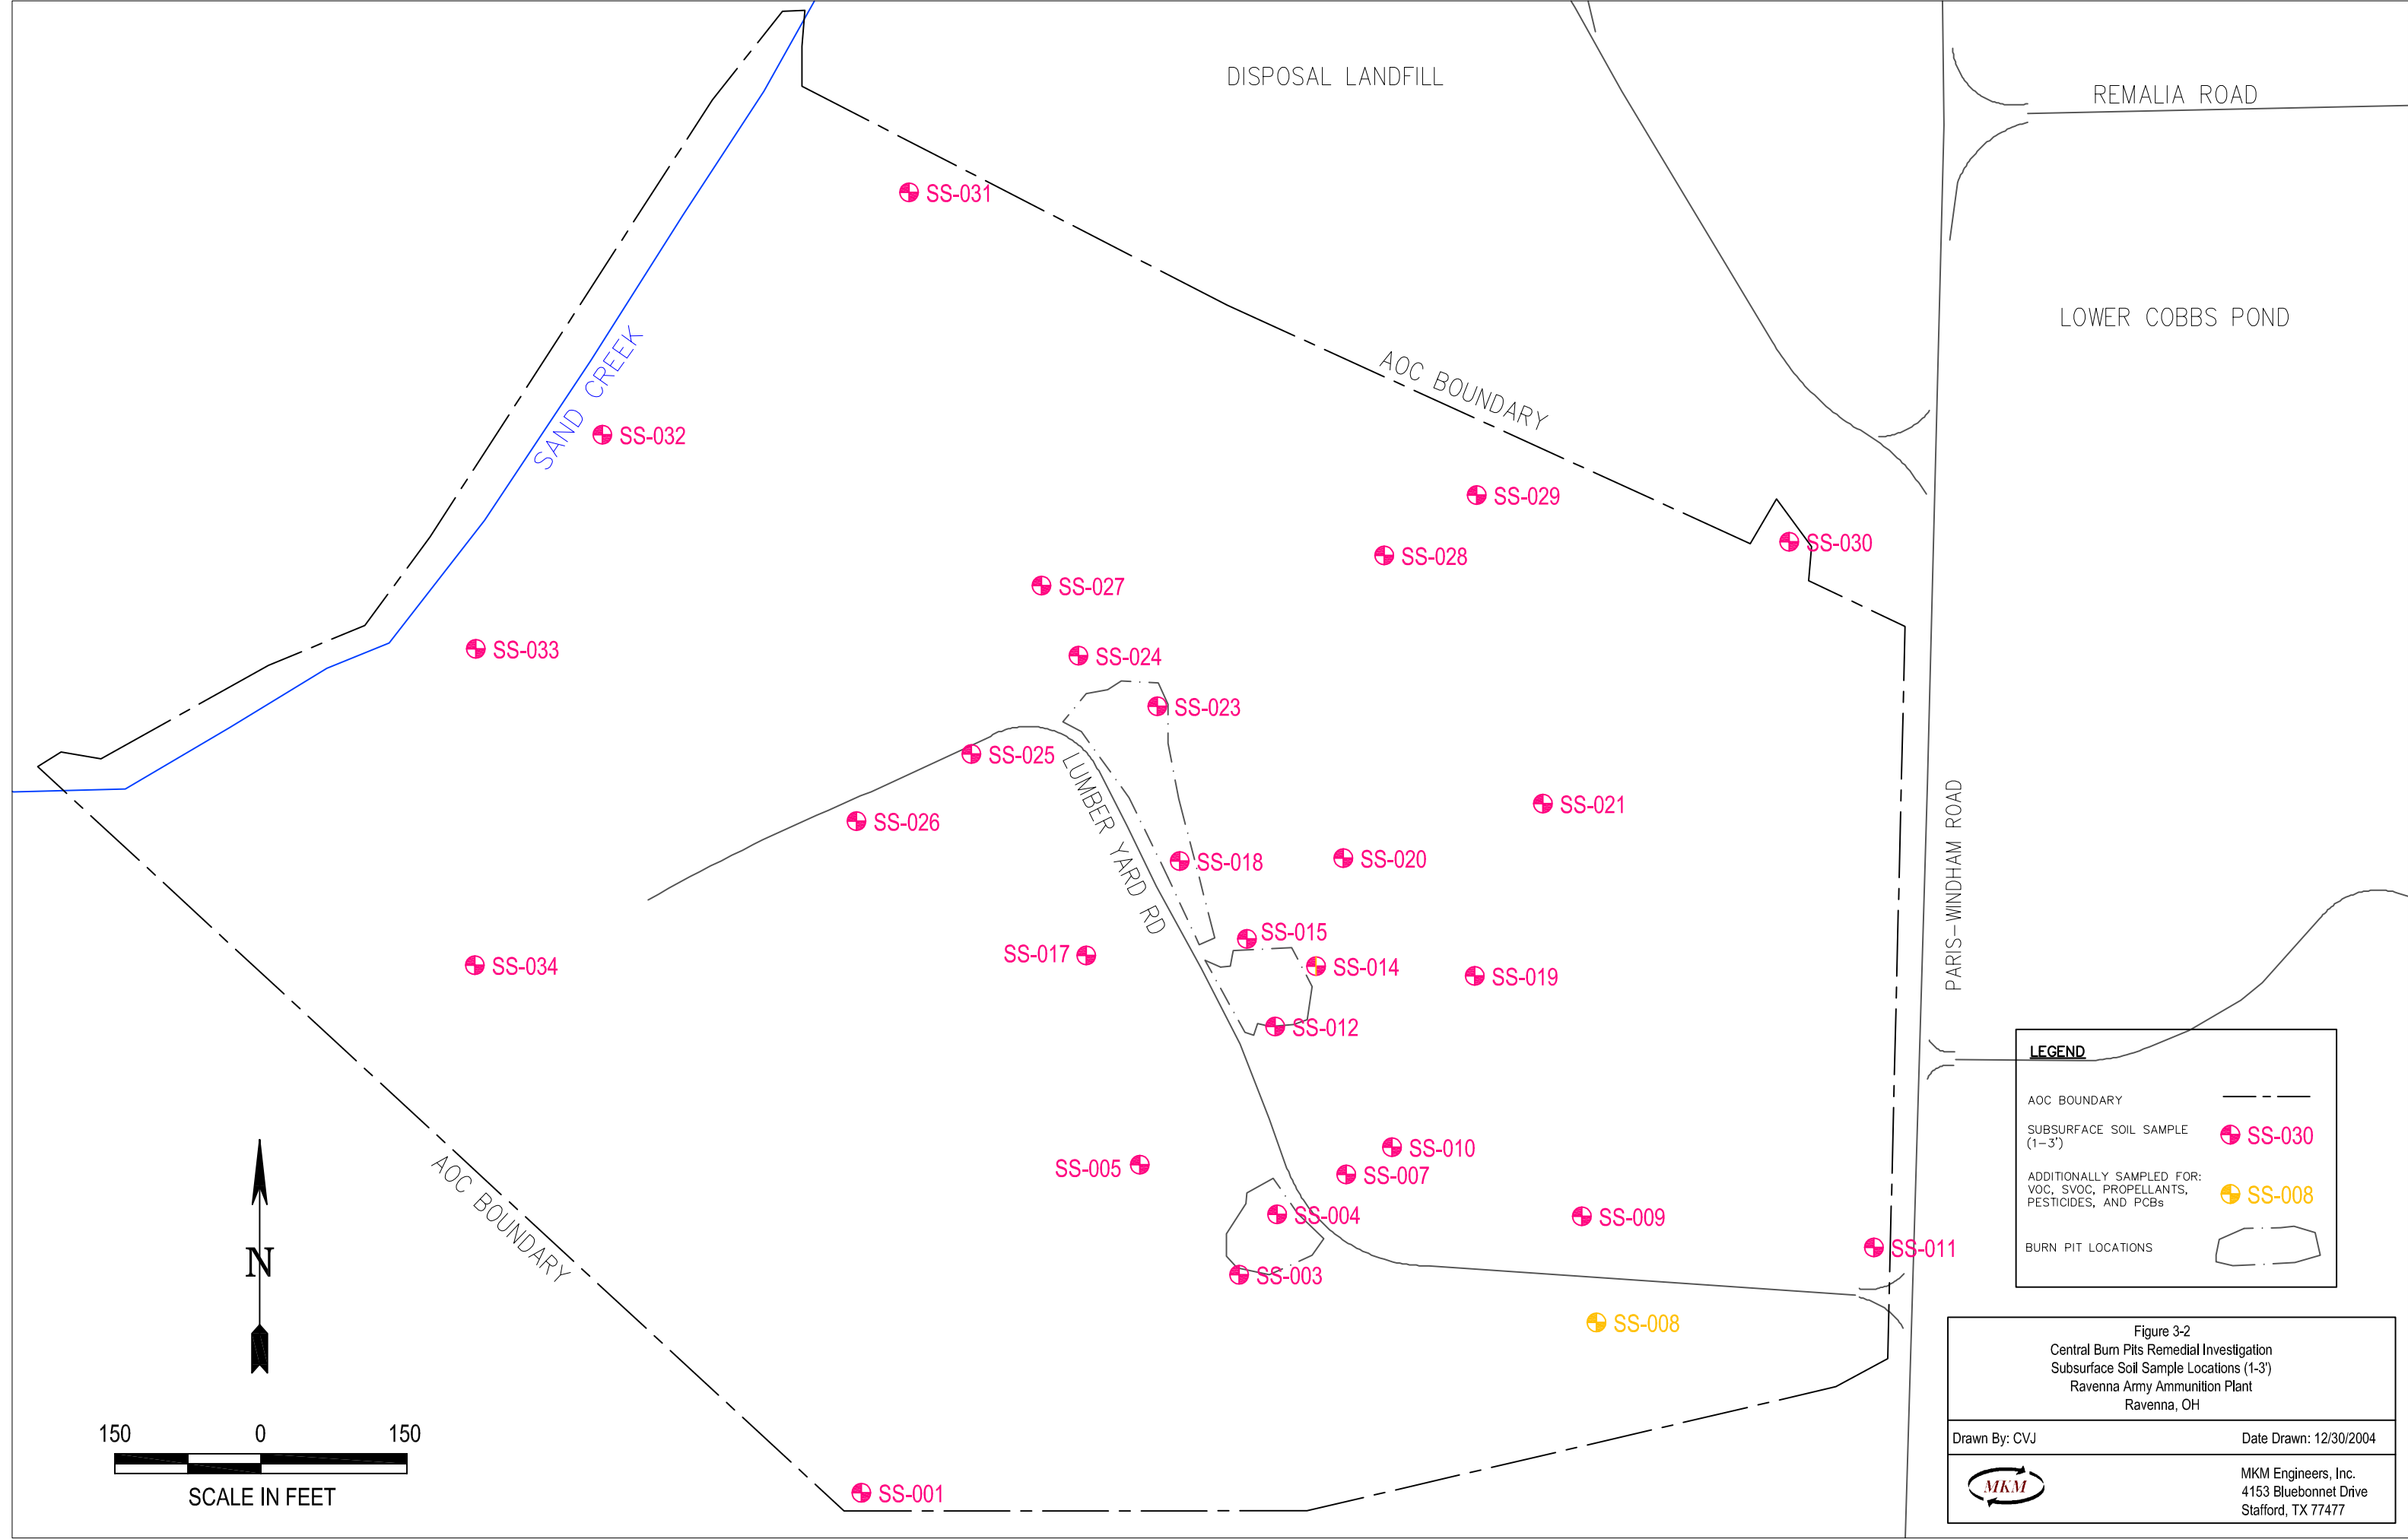 DISPOSAL LANDFILL
REMALIA ROAD
SS-031
LOWER COBBS POND
SAND CREEK
AOC BOUNDARY
SS-032
SS-029
SS-030
SS-028
SS-027
SS-033
SS-024
SS-023
SS-025
LUMBER YARD RD
SS-026
SS-021
SS-018
SS-020
PARIS-WINDHAM ROAD
SS-015
SS-017
SS-014
SS-034
SS-019
SS-012
SS-010
SS-005
SS-007
SS-004
SS-009
SS-011
SS-003
SS-008
AOC BOUNDARY
SS-001
N
150 0 150
SCALE IN FEET
LEGEND
AOC BOUNDARY
SUBSURFACE SOIL SAMPLE
(1-3')
SS-030
ADDITIONALLY SAMPLED FOR:
VOC, SVOC, PROPELLANTS,
PESTICIDES, AND PCBs
SS-008
BURN PIT LOCATIONS
Figure 3-2
Central Burn Pits Remedial Investigation
Subsurface Soil Sample Locations (1-3')
Ravenna Army Ammunition Plant
Ravenna, OH
Drawn By: CVJ
Date Drawn: 12/30/2004
MKM
MKM Engineers, Inc.
4153 Bluebonnet Drive
Stafford, TX 77477